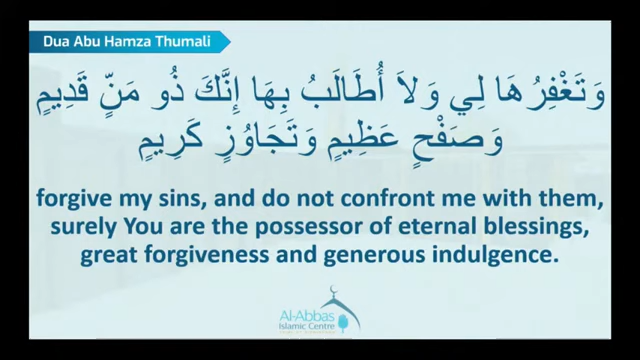 Dua Abu Hamza Thumali
وَتَغْفِرُهَا لِي وَلاَ أُطَالَبُ بِهَا إِنَّكَ ذُو مَنٍّ قَدِيمٍ
وَصَفْحٍ عَظِيمٍ وَتَجَاوُزٍ كَرِيمٍ
forgive my sins, and do not confront me with them,
surely You are the possessor of eternal blessings,
great forgiveness and generous indulgence.
Al-Abbas
Islamic Centre